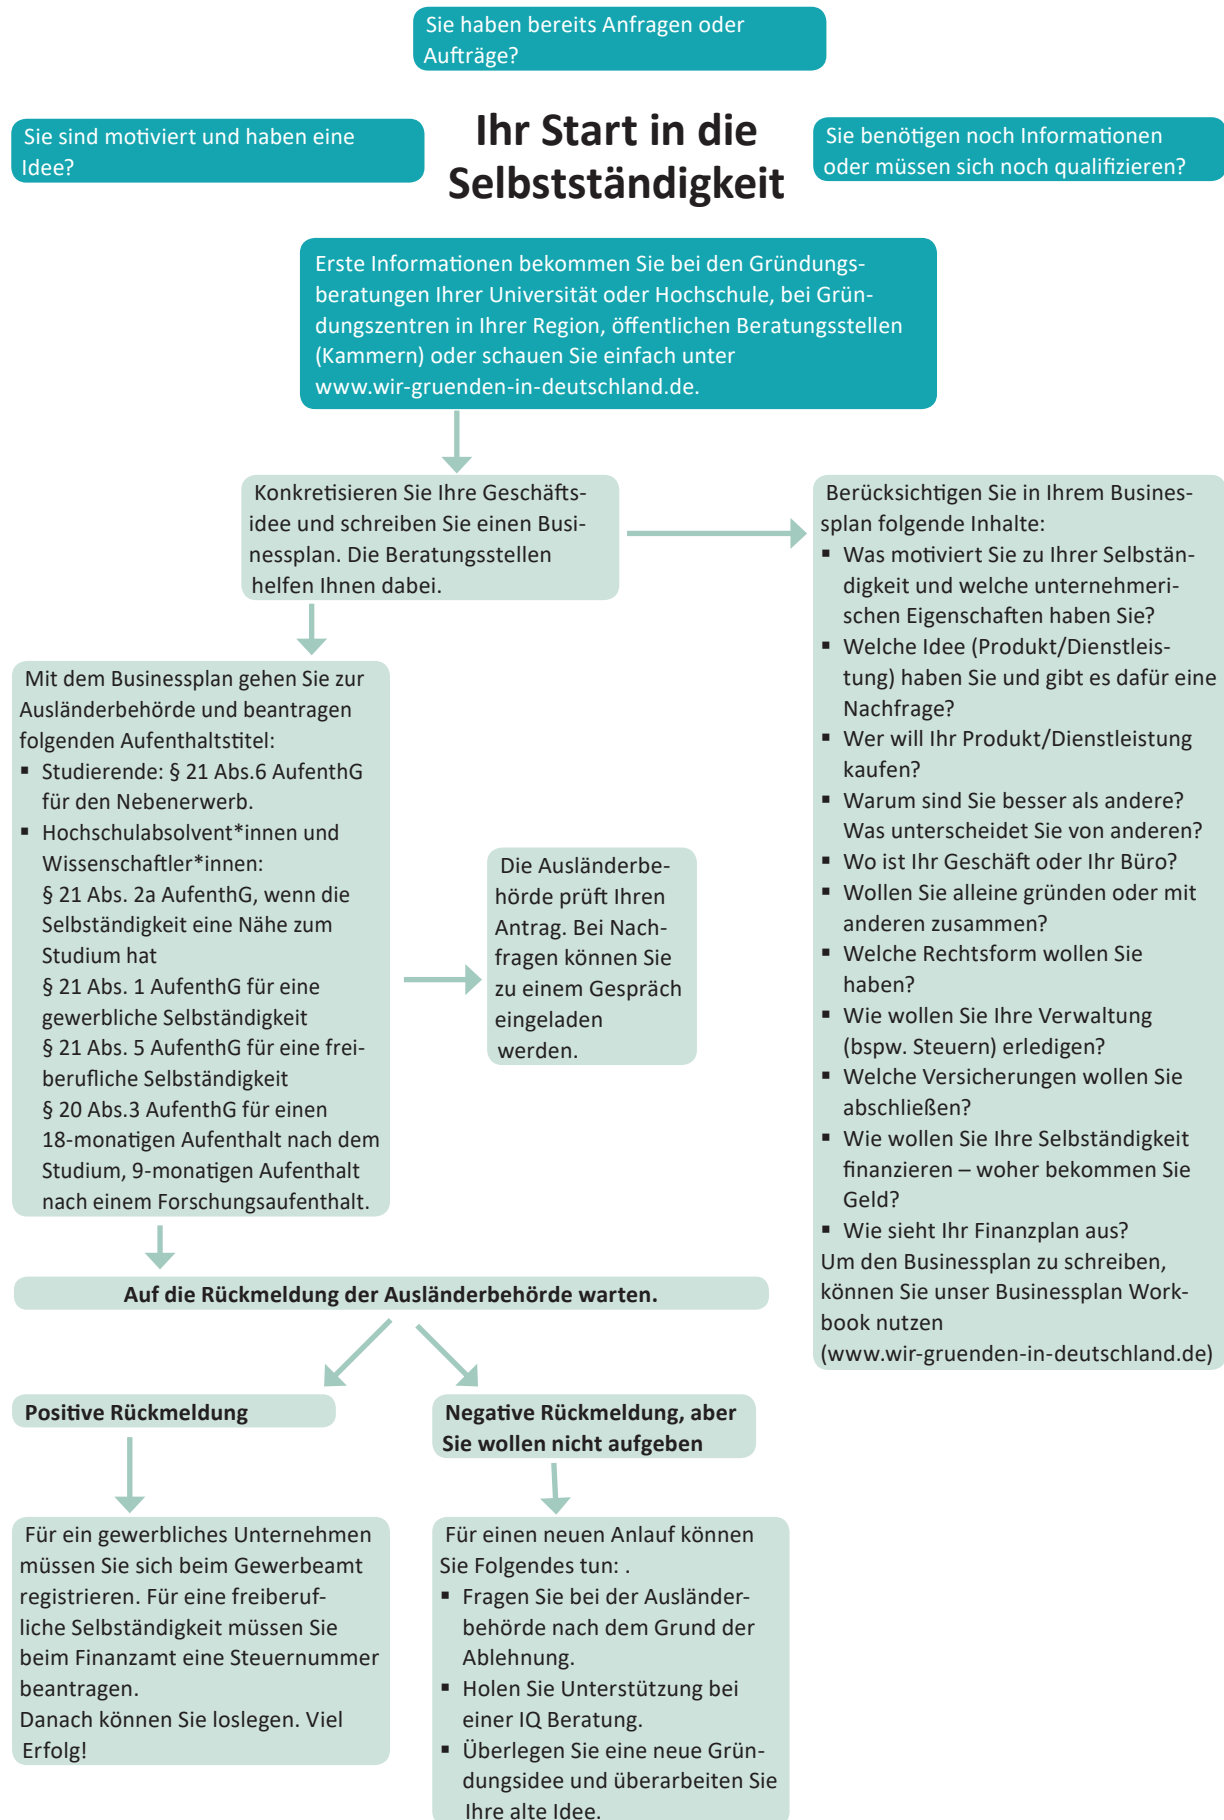 Sie haben bereits Anfragen oder
Aufträge?
Sie sind motiviert und haben eine
Idee?
Ihr Start in die
Selbstständigkeit
Sie benötigen noch Informationen
oder müssen sich noch qualifizieren?
Erste Informationen bekommen Sie bei den Gründungs-
beratungen Ihrer Universität oder Hochschule, bei Grün-
dungszentren in Ihrer Region, öffentlichen Beratungsstellen
(Kammern) oder schauen Sie einfach unter
www.wir-gruenden-in-deutschland.de.
Konkretisieren Sie Ihre Geschäfts-
idee und schreiben Sie einen Busi-
nessplan. Die Beratungsstellen
helfen Ihnen dabei.
Berücksichtigen Sie in Ihrem Busines-
splan folgende Inhalte:
▪ Was motiviert Sie zu Ihrer Selbstän-
digkeit und welche unternehmeri-
schen Eigenschaften haben Sie?
▪ Welche Idee (Produkt/Dienstleis-
tung) haben Sie und gibt es dafür eine
Nachfrage?
▪ Wer will Ihr Produkt/Dienstleistung
kaufen?
▪ Warum sind Sie besser als andere?
Was unterscheidet Sie von anderen?
▪ Wo ist Ihr Geschäft oder Ihr Büro?
▪ Wollen Sie alleine gründen oder mit
anderen zusammen?
▪ Welche Rechtsform wollen Sie
haben?
▪ Wie wollen Sie Ihre Verwaltung
(bspw. Steuern) erledigen?
▪ Welche Versicherungen wollen Sie
abschließen?
▪ Wie wollen Sie Ihre Selbständigkeit
finanzieren – woher bekommen Sie
Geld?
▪ Wie sieht Ihr Finanzplan aus?
Um den Businessplan zu schreiben,
können Sie unser Businessplan Work-
book nutzen
(www.wir-gruenden-in-deutschland.de)
Mit dem Businessplan gehen Sie zur
Ausländerbehörde und beantragen
folgenden Aufenthaltstitel:
▪ Studierende: § 21 Abs.6 AufenthG
für den Nebenerwerb.
▪ Hochschulabsolvent*innen und
Wissenschaftler*innen:
§ 21 Abs. 2a AufenthG, wenn die
Selbständigkeit eine Nähe zum
Studium hat
§ 21 Abs. 1 AufenthG für eine
gewerbliche Selbständigkeit
§ 21 Abs. 5 AufenthG für eine frei-
berufliche Selbständigkeit
§ 20 Abs.3 AufenthG für einen
18-monatigen Aufenthalt nach dem
Studium, 9-monatigen Aufenthalt
nach einem Forschungsaufenthalt.
Die Ausländerbe-
hörde prüft Ihren
Antrag. Bei Nach-
fragen können Sie
zu einem Gespräch
eingeladen
werden.
Auf die Rückmeldung der Ausländerbehörde warten.
Positive Rückmeldung
Negative Rückmeldung, aber
Sie wollen nicht aufgeben
Für ein gewerbliches Unternehmen
müssen Sie sich beim Gewerbeamt
registrieren. Für eine freiberuf-
liche Selbständigkeit müssen Sie
beim Finanzamt eine Steuernummer
beantragen.
Danach können Sie loslegen. Viel
Erfolg!
Für einen neuen Anlauf können
Sie Folgendes tun: .
▪ Fragen Sie bei der Ausländer-
behörde nach dem Grund der
Ablehnung.
▪ Holen Sie Unterstützung bei
einer IQ Beratung.
▪ Überlegen Sie eine neue Grün-
dungsidee und überarbeiten Sie
Ihre alte Idee.